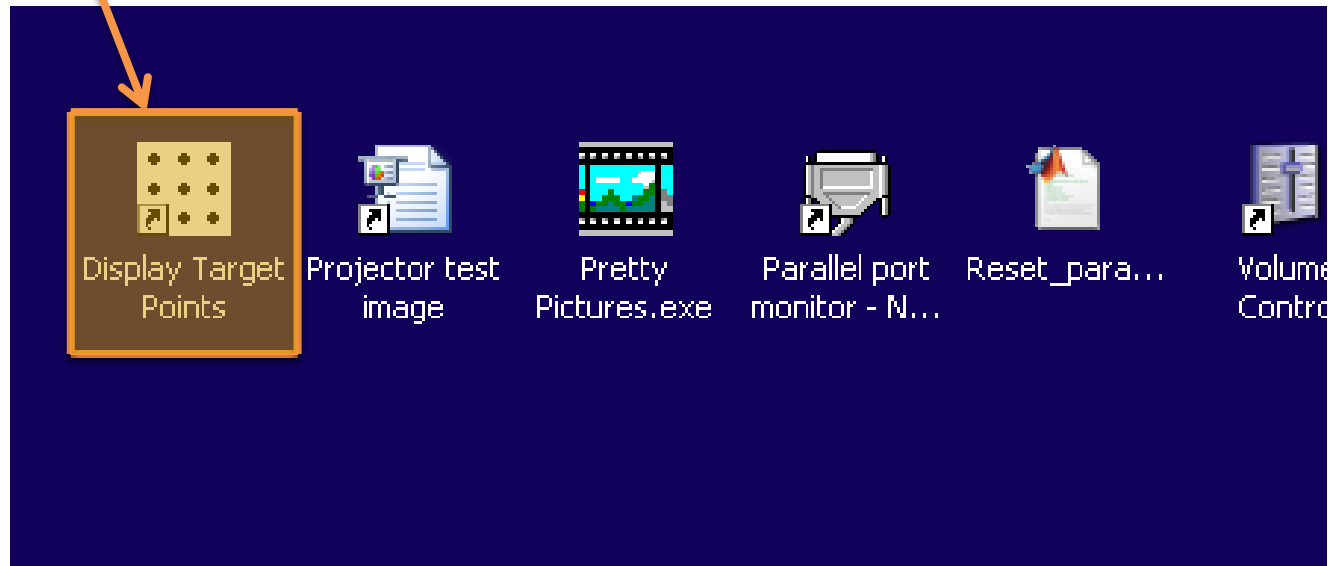 Display Target
Points
Projector test
image
Pretty
Pictures.exe
Parallel port
monitor - N...
Reset_para...
Volume
Contro